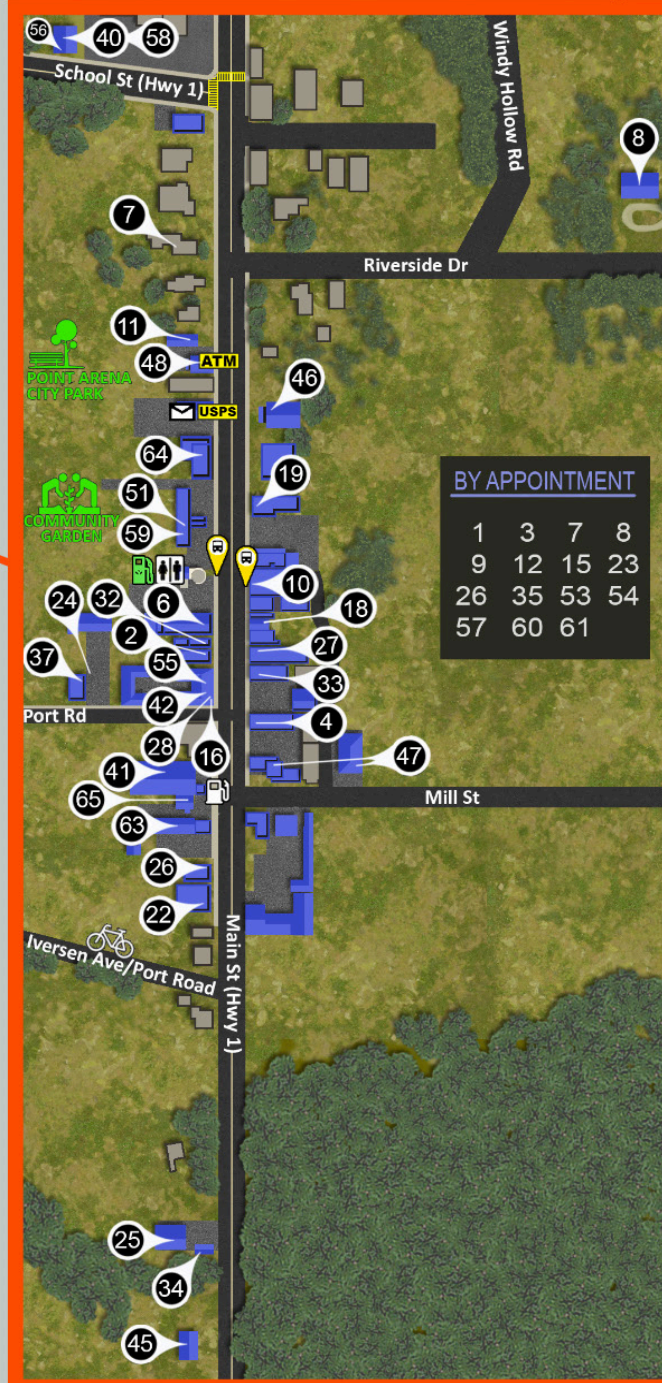 56
40
58
School St (Hwy 1)
Windy Hollow Rd
8
7
Riverside Dr
11
48
ATM
46
POINT ARENA
CITY PARK
USPS
64
19
BY APPOINTMENT
1 3 7 8
9 12 15 23
26 35 53 54
57 60 61
51
COMMUNITY
GARDEN
59
10
24
32
6
18
2
27
37
55
33
42
Port Rd
28
16
4
47
41
65
Mill St
63
26
22
Main St (Hwy 1)
Iversen Ave/Port Road
25
34
45